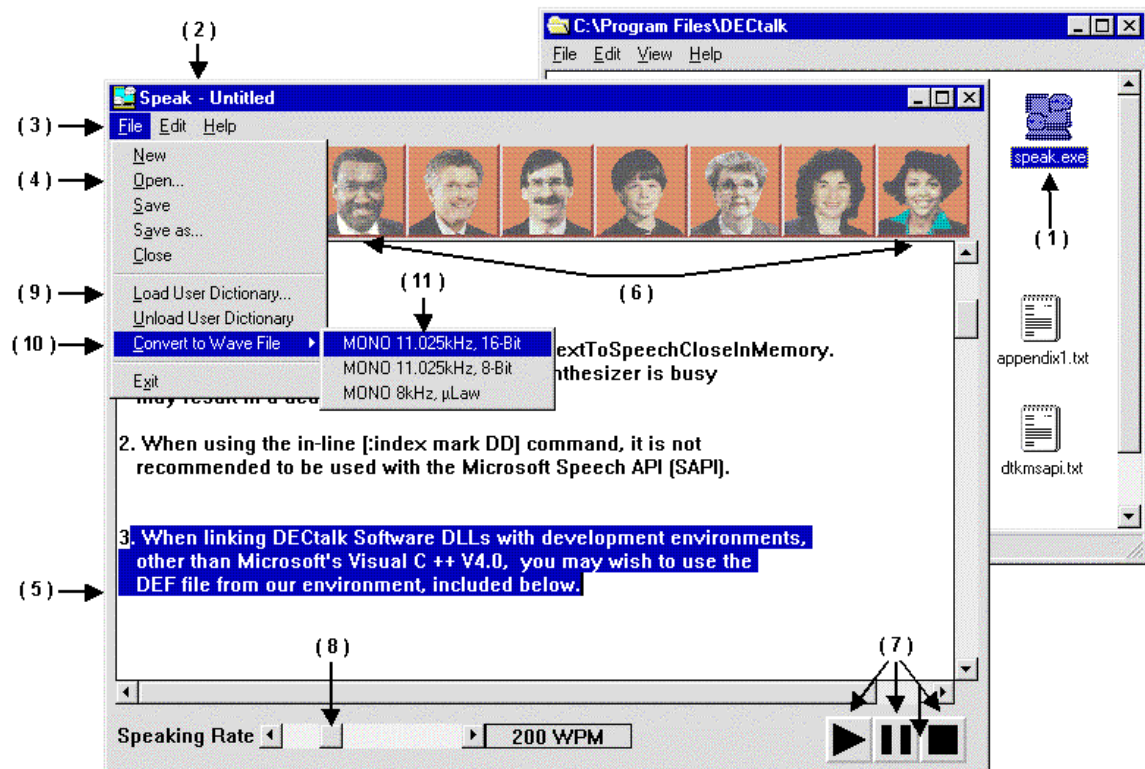 ( 2 )
C:\Program Files\DECtalk
File Edit View Help
Speak - Untitled
( 3 )
File Edit Help
New
( 4 )
Open...
Save
Save as...
Close
speak.exe
( 1 )
( 6 )
( 11 )
( 9 )
Load User Dictionary...
Unload User Dictionary
( 10 )
Convert to Wave File
MONO 11.025kHz, 16-Bit
extToSpeechCloseInMemory.
MONO 11.025kHz, 8-Bit
nthesizer is busy
Exit
MONO 8kHz, µLaw
may result in a dea
appendix1.txt
2. When using the in-line [:index mark DD] command, it is not
recommended to be used with the Microsoft Speech API (SAPI).
dtkmsapi.txt
3. When linking DECtalk Software DLLs with development environments,
other than Microsoft's Visual C ++ V4.0, you may wish to use the
DEF file from our environment, included below.
( 5 )
( 8 )
( 7 )
Speaking Rate
200 WPM